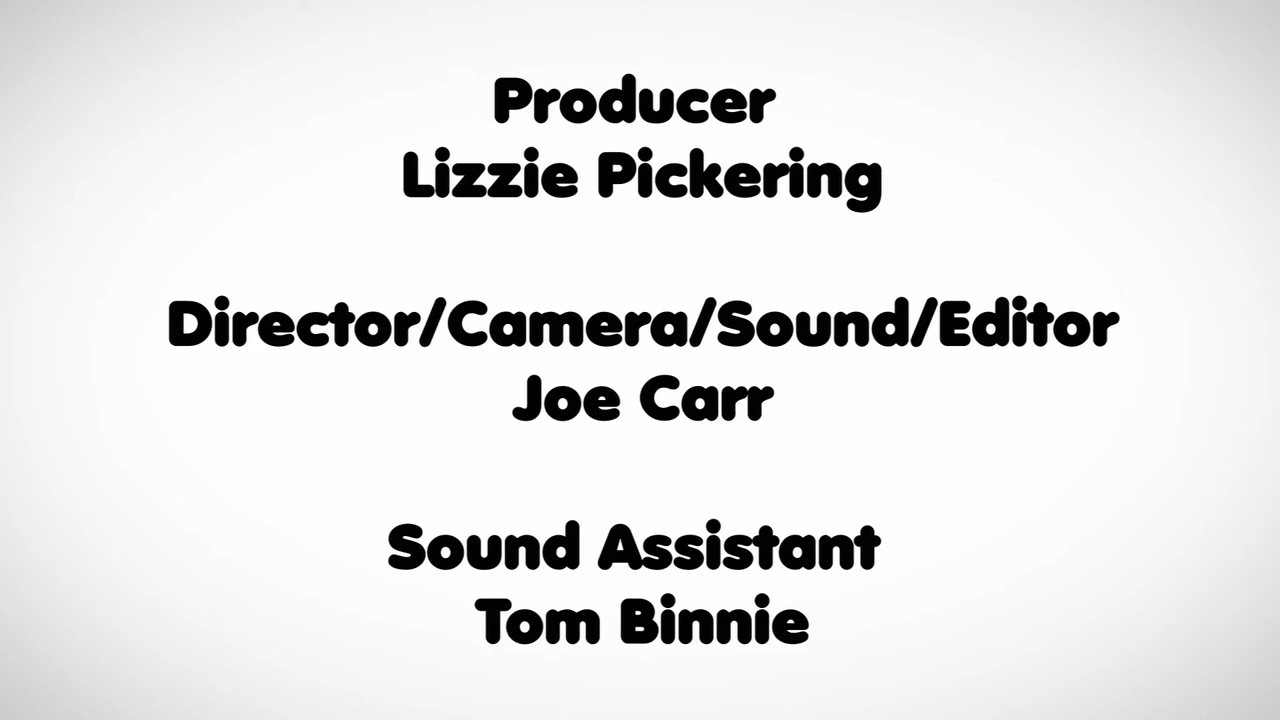 Producer
Lizzie Pickering
Director/Camera/Sound/Editor
Joe Carr
Sound Assistant
Tom Binnie